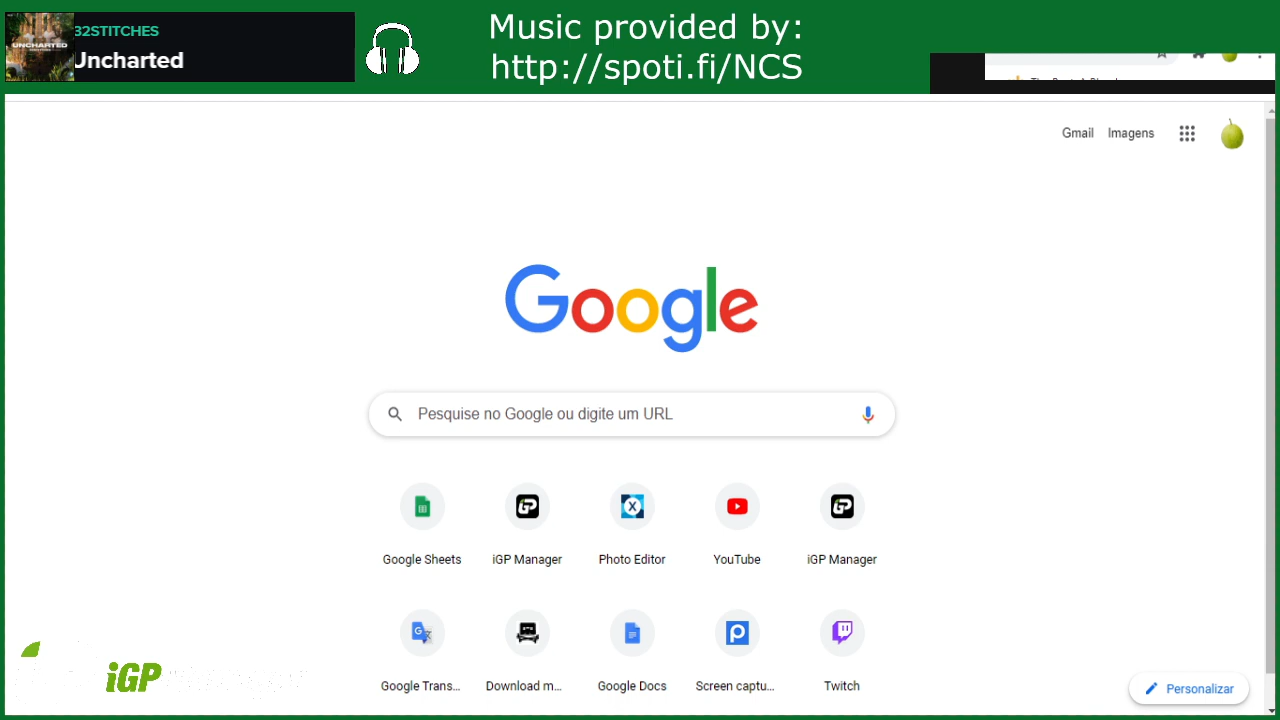 32STITCHES
Uncharted
UNCHARTED
Music provided by:
http://spoti.fi/NCS
Gmail
Imagens
Google
Pesquise no Google ou digite um URL
Google Sheets
iGP Manager
Photo Editor
YouTube
iGP Manager
Google Trans...
Download m...
Google Docs
Screen captu...
Twitch
iGP
Personalizar